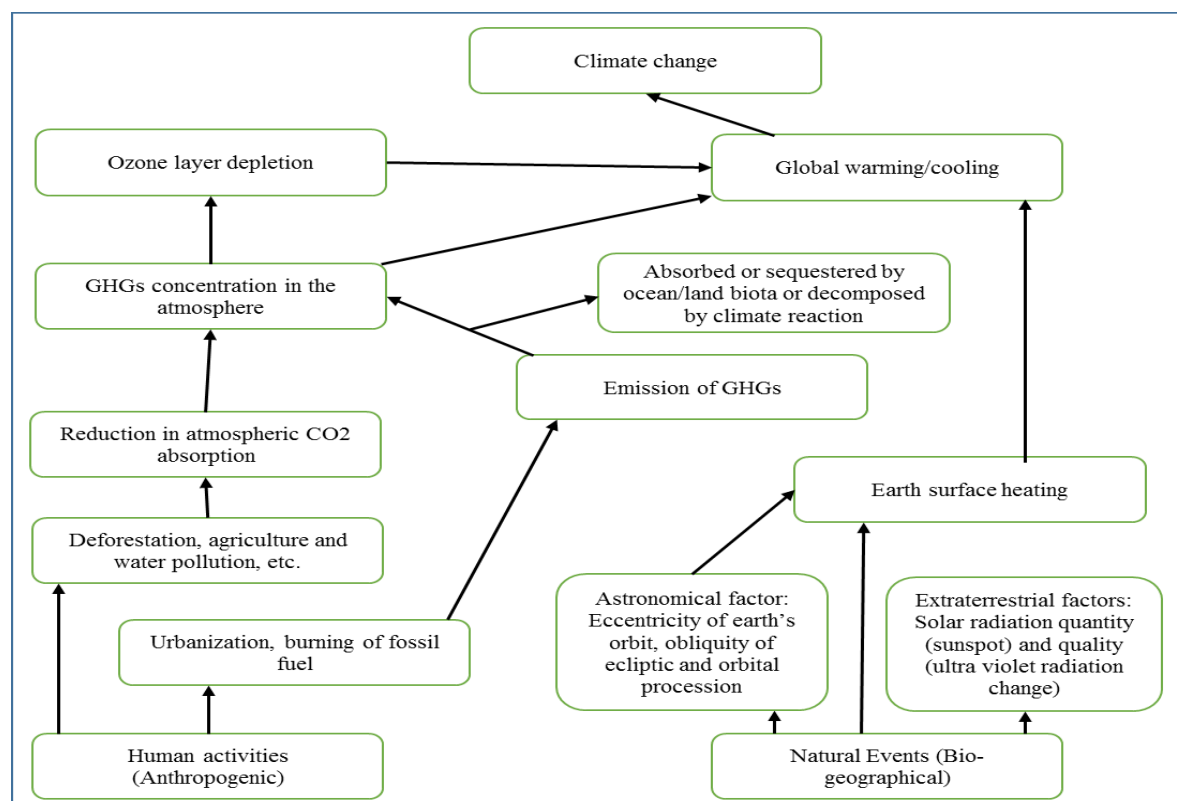 Climate change
Ozone layer depletion
Global warming/cooling
GHGs concentration in the
atmosphere
Absorbed or sequestered by
ocean/land biota or decomposed
by climate reaction
Emission of GHGs
Reduction in atmospheric CO2
absorption
Earth surface heating
Deforestation, agriculture and
water pollution, etc.
Astronomical factor:
Eccentricity of earth’s
orbit, obliquity of
ecliptic and orbital
procession
Extraterrestrial factors:
Solar radiation quantity
(sunspot) and quality
(ultra violet radiation
change)
Urbanization, burning of fossil
fuel
Human activities
(Anthropogenic)
Natural Events (Bio-
geographical)